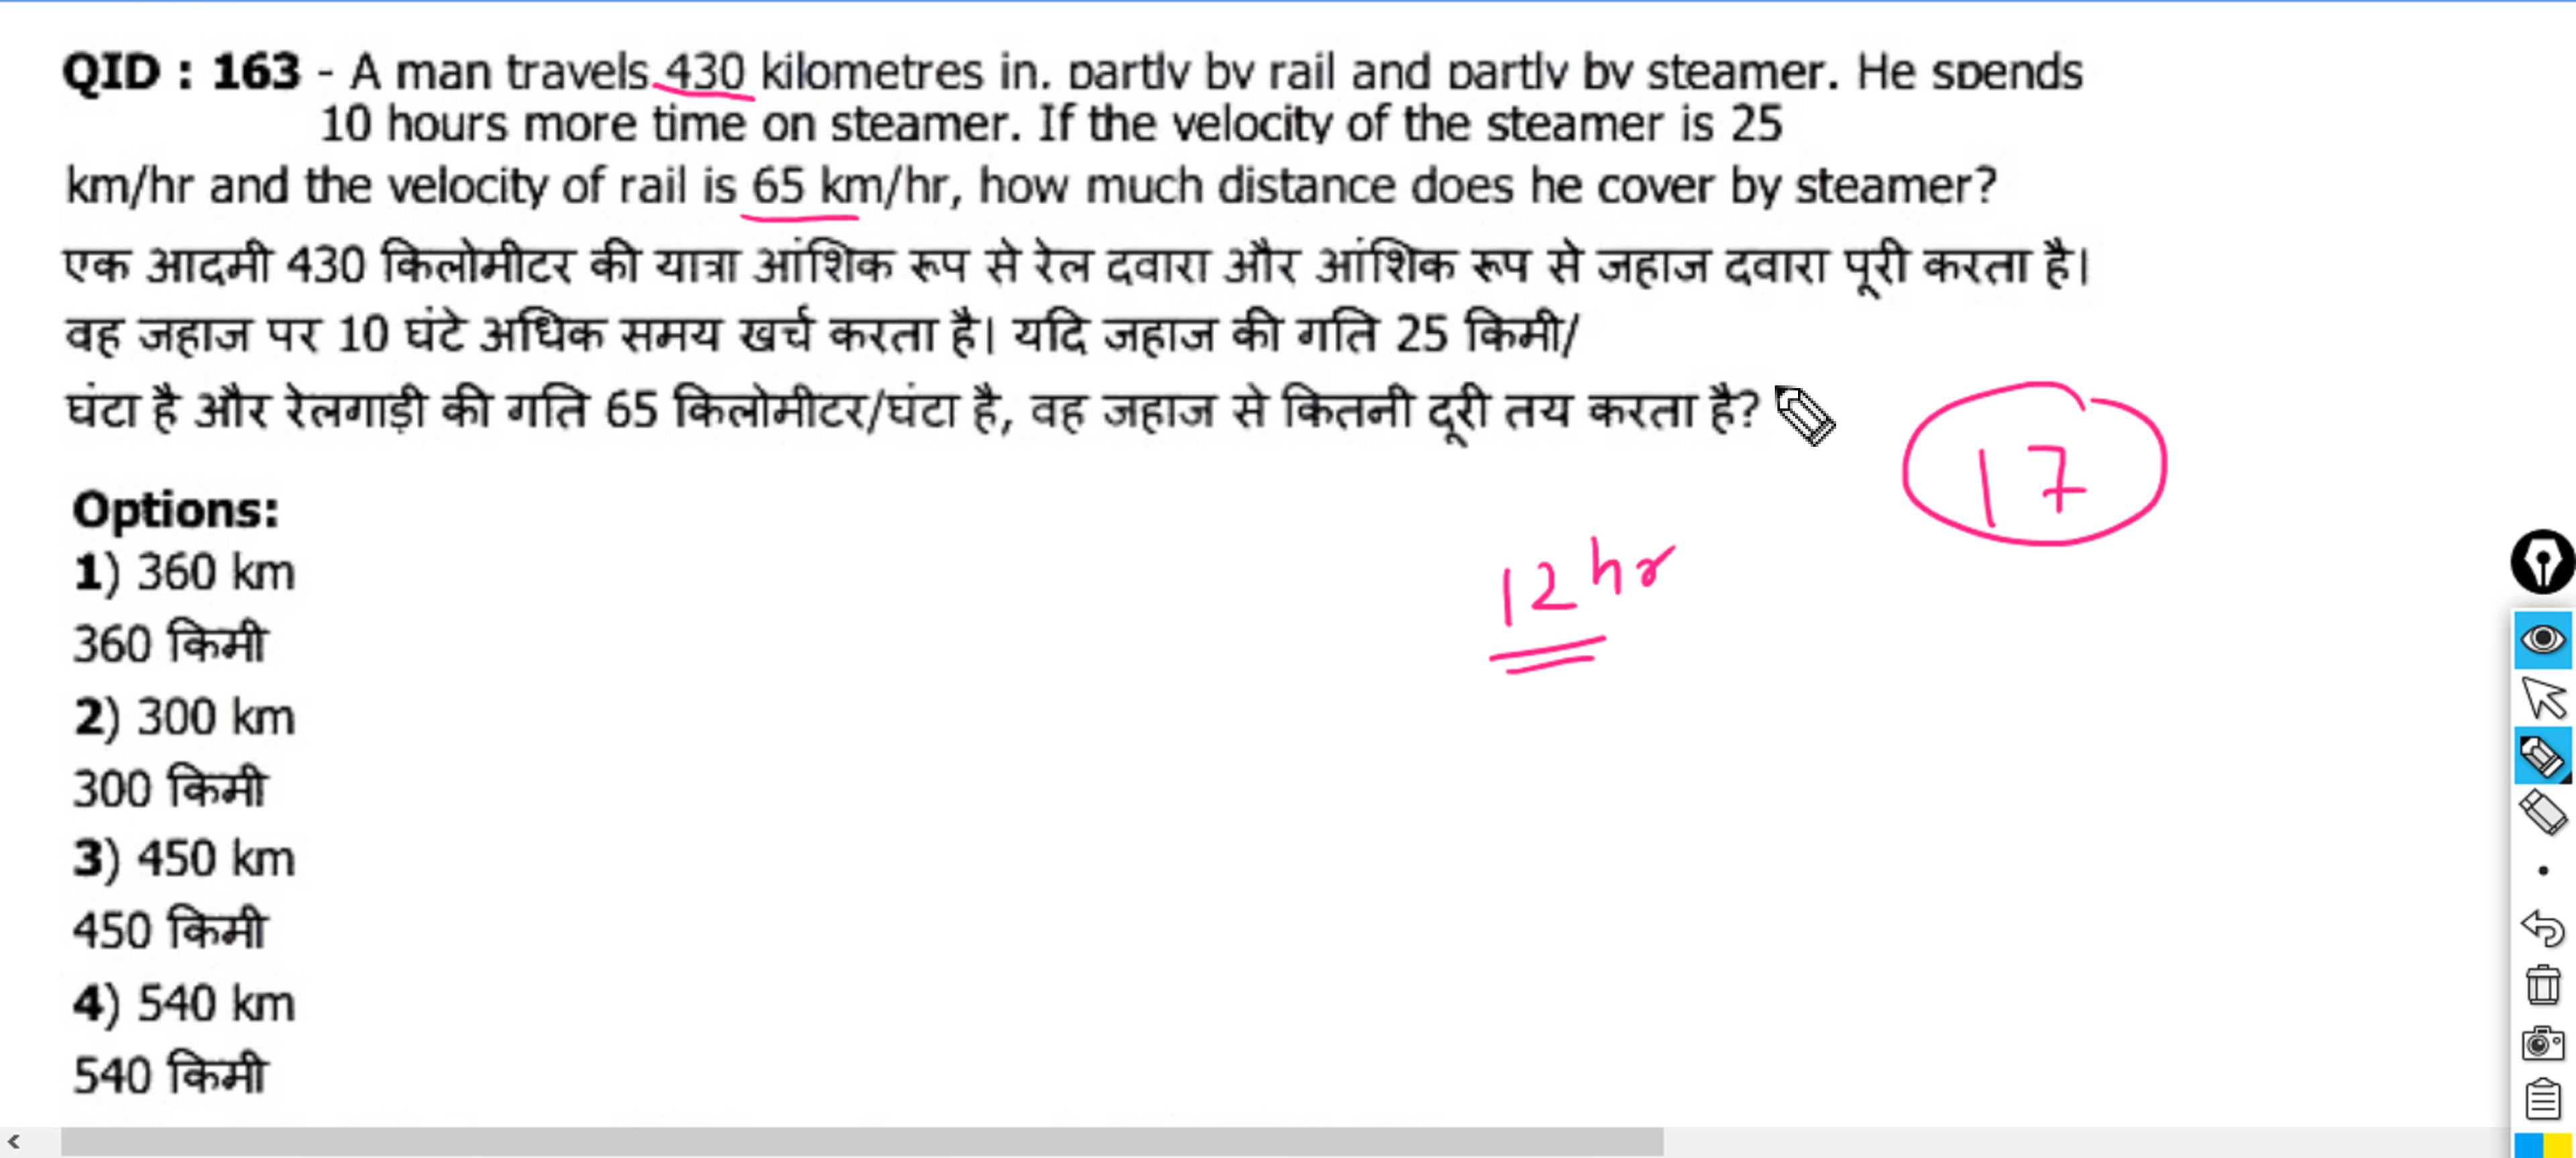 QID : 163 - A man travels 430 kilometres in. partly by rail and partly by steamer. He spends
10 hours more time on steamer. If the velocity of the steamer is 25
km/hr and the velocity of rail is 65 km/hr, how much distance does he cover by steamer?
एक आदमी 430 किलोमीटर की यात्रा आंशिक रूप से रेल दवारा और आंशिक रूप से जहाज दवारा पूरी करता है।
वह जहाज पर 10 घंटे अधिक समय खर्च करता है। यदि जहाज की गति 25 किमी/
घंटा है और रेलगाड़ी की गति 65 किलोमीटर/घंटा है, वह जहाज से कितनी दूरी तय करता है?
17
Options:
12 hr
1) 360 km
360 किमी
2) 300 km
300 किमी
3) 450 km
450 किमी
4) 540 km
540 किमी